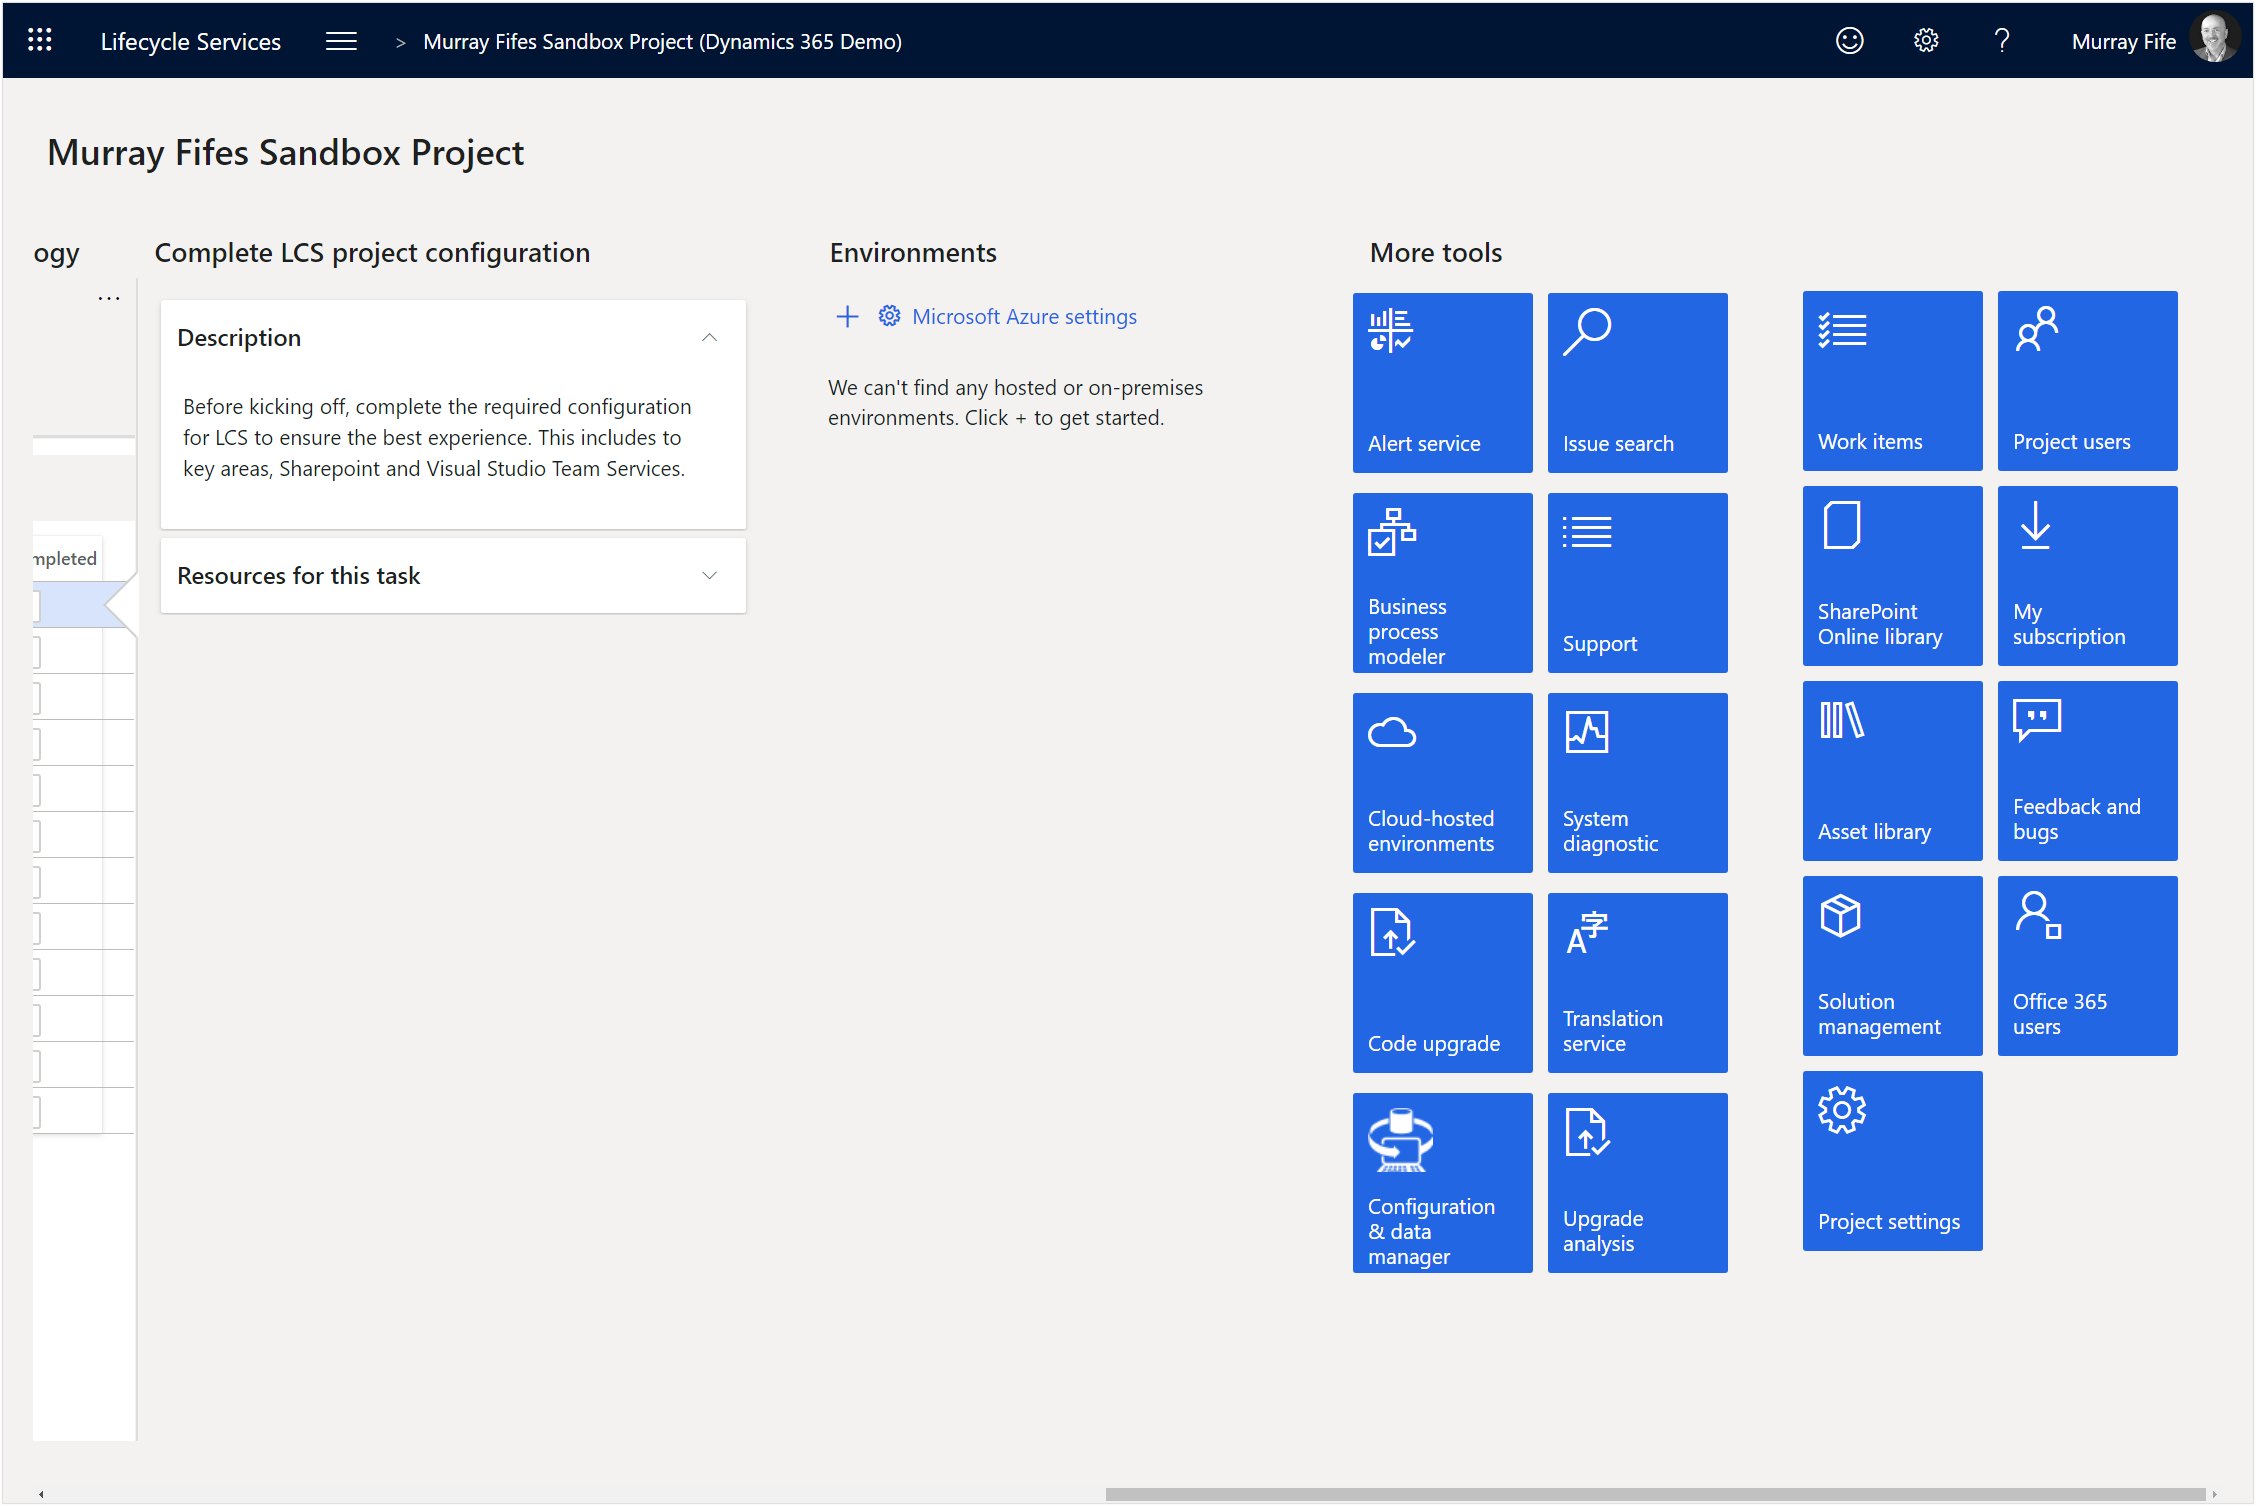 Lifecycle Services > Murray Fifes Sandbox Project (Dynamics 365 Demo) ? Murray Fife
Murray Fifes Sandbox Project
ogy
...
mpleted
Complete LCS project configuration
Description
Before kicking off, complete the required configuration
for LCS to ensure the best experience. This includes to
key areas, Sharepoint and Visual Studio Team Services.
Resources for this task
Environments
+ Microsoft Azure settings
We can't find any hosted or on-premises
environments. Click + to get started.
More tools
Alert service
Issue search
Work items
Project users
Business
process
modeler
Support
SharePoint
Online library
My
subscription
Cloud-hosted
environments
System
diagnostic
Asset library
Feedback and
bugs
Code upgrade
A字
Translation
service
Solution
management
Office 365
users
Configuration
& data
manager
Upgrade
analysis
Project settings